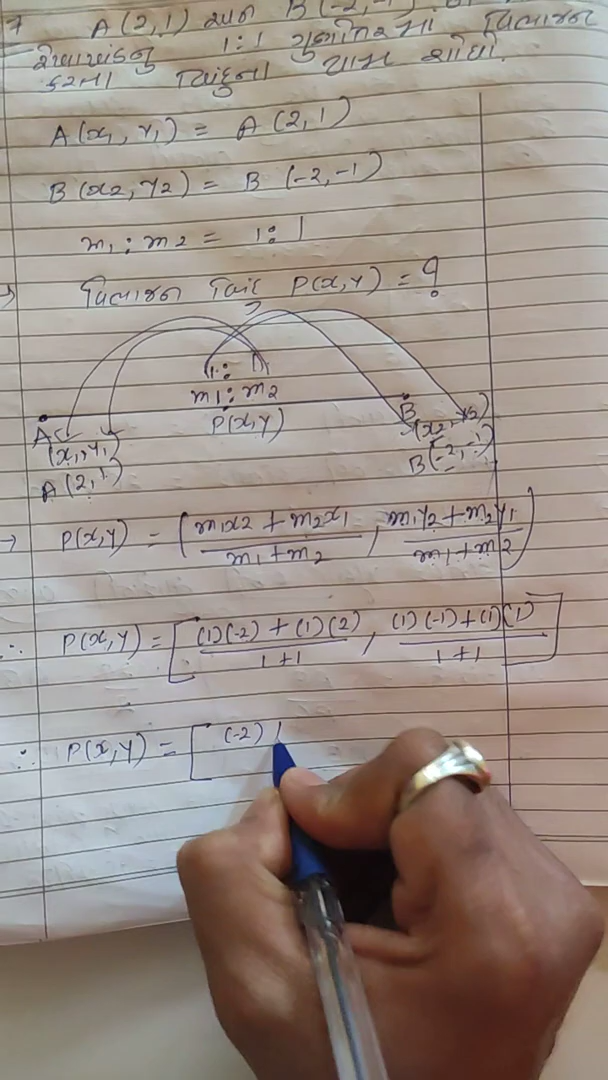 7 A(2,1) અને B(-2,-1)
રેખાખંડનું 1:1 ગુણોત્તરમાં વિભાજન
કરતા બિંદુના યામ શોધો.
A(x₁, y₁) = A(2,1)
B(x2, y2) = B(-2,-1)
m₁ : m2 = 1:1
→ વિભાજન બિંદુ P(x,y) = ?
1:1
m1 : m2
A P(x,y) B
(x₁, y₁) (x2, y2)
A(2,1) B(-2,-1)
→ P(x,y) = (m1x2 + m2x1 / m1 + m2 , m1y2 + m2y1 / m1 + m2)
∴ P(x,y) = [(1)(-2) + (1)(2) / 1+1 , (1)(-1) + (1)(1) / 1+1]
∴ P(x,y) = [ (-2)